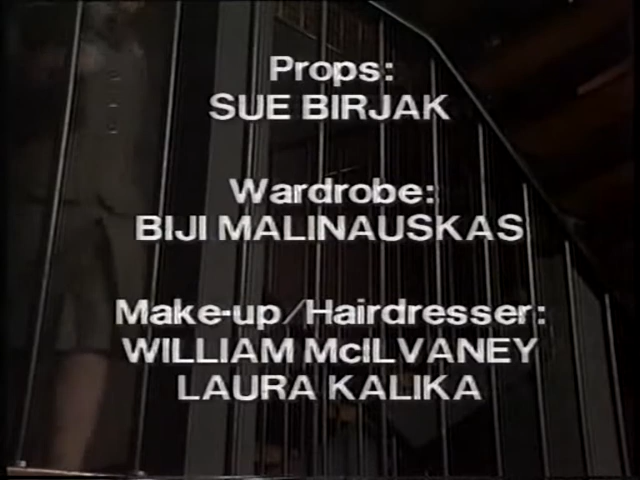 Props:
SUE BIRJAK
Wardrobe:
BIJI MALINAUSKAS
Make-up/Hairdresser:
WILLIAM McILVANEY
LAURA KALIKA